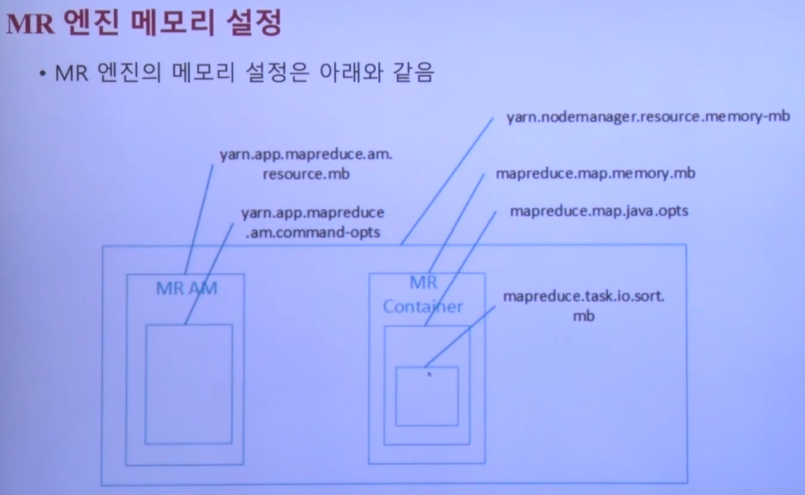 MR 엔진 메모리 설정
• MR 엔진의 메모리 설정은 아래와 같음
yarn.nodemanager.resource.memory-mb
yarn.app.mapreduce.am.
resource.mb
mapreduce.map.memory.mb
yarn.app.mapreduce
.am.command-opts
mapreduce.map.java.opts
MR AM
MR
Container
mapreduce.task.io.sort.
mb